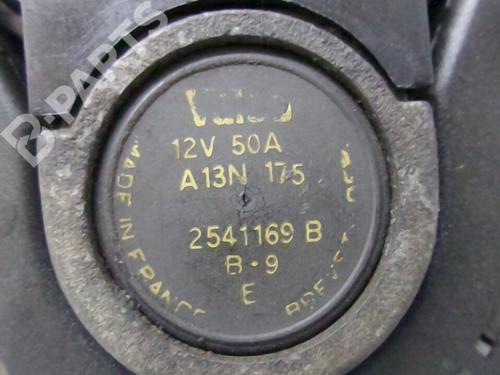 12V 50A
A13N 175
2541169 B
B·9
E
MADE IN FRANCE
B-PARTS